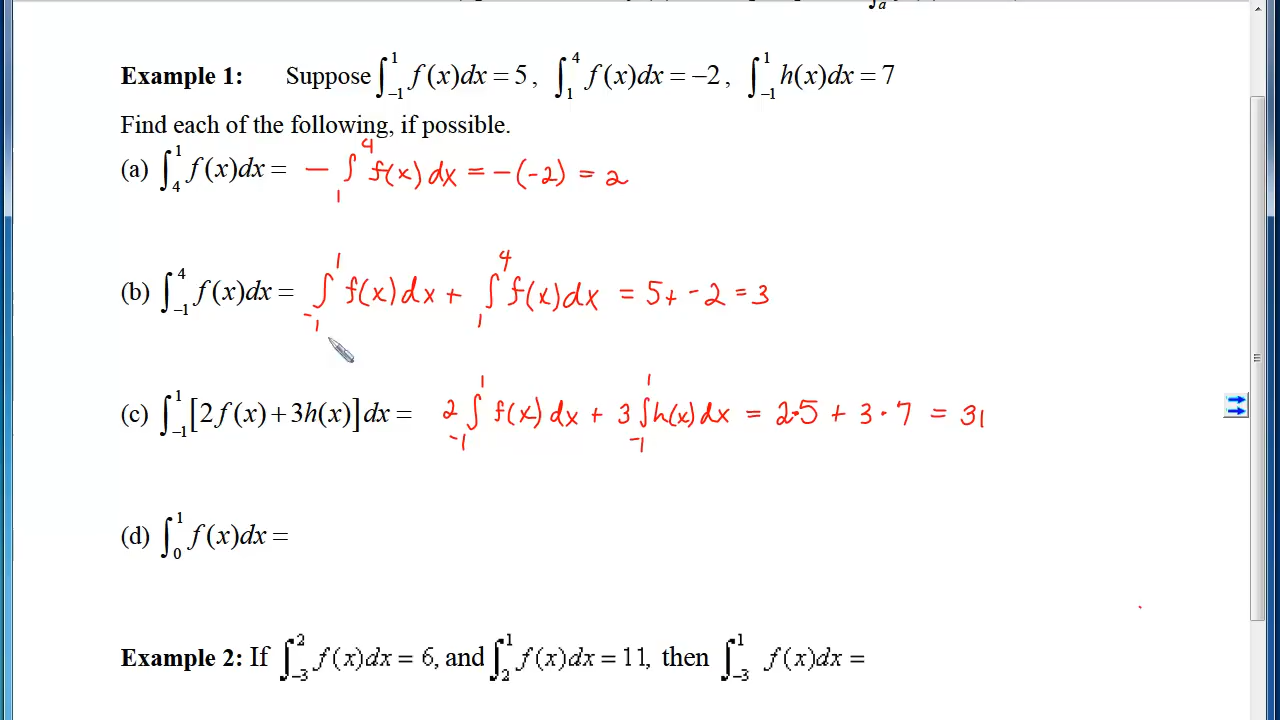 Example 1: Suppose ∫_{-1}^{1} f(x)dx = 5, ∫_{1}^{4} f(x)dx = −2, ∫_{-1}^{1} h(x)dx = 7
Find each of the following, if possible.
(a) ∫_{4}^{1} f(x)dx = − ∫_{1}^{4} f(x) dx = −(−2) = 2
(b) ∫_{-1}^{4} f(x)dx = ∫_{-1}^{1} f(x) dx + ∫_{1}^{4} f(x)dx = 5 + −2 = 3
(c) ∫_{-1}^{1} [2f(x) + 3h(x)] dx = 2 ∫_{-1}^{1} f(x) dx + 3 ∫_{-1}^{1} h(x) dx = 2·5 + 3·7 = 31
(d) ∫_{0}^{1} f(x)dx =
Example 2: If ∫_{-3}^{2} f(x)dx = 6, and ∫_{2}^{1} f(x)dx = 11, then ∫_{-3}^{1} f(x)dx =